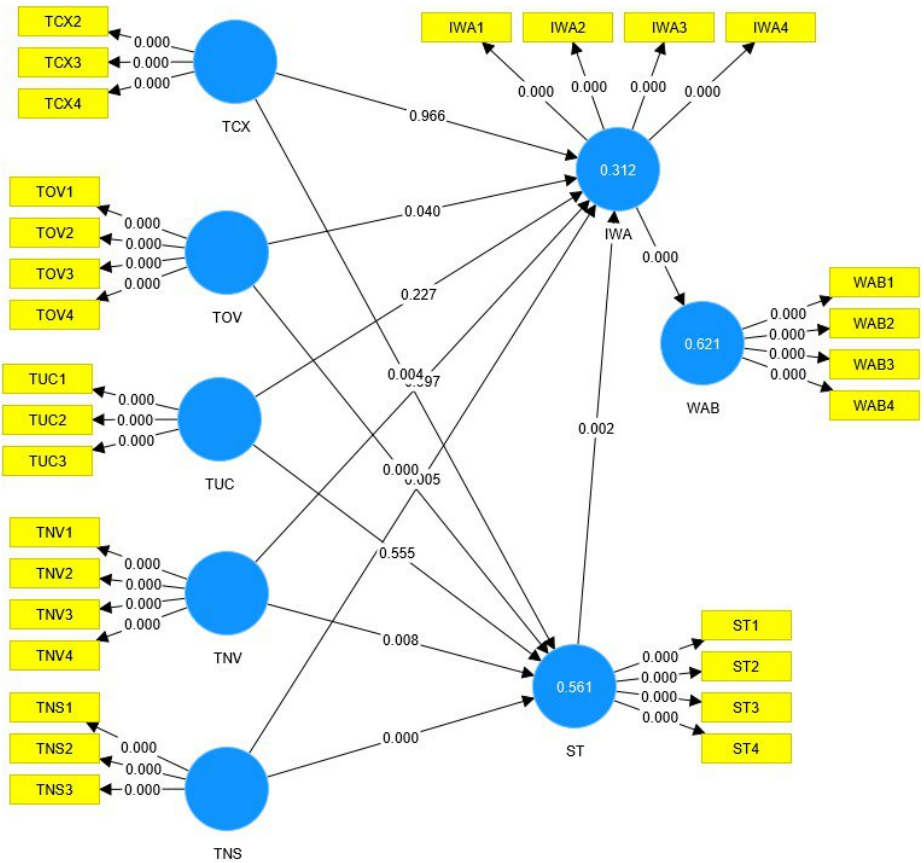 TCX2
TCX3
TCX4
0.000
0.000
0.000
TCX
IWA1
IWA2
IWA3
IWA4
0.000
0.000
0.000
0.000
0.966
0.312
IWA
TOV1
TOV2
TOV3
TOV4
0.000
0.000
0.000
0.000
TOV
0.040
0.000
WAB1
WAB2
WAB3
WAB4
0.000
0.000
0.000
0.000
0.621
WAB
0.227
TUC1
TUC2
TUC3
0.000
0.000
0.000
TUC
0.004
0.002
0.000
0.555
TNV1
TNV2
TNV3
TNV4
0.000
0.000
0.000
0.000
TNV
0.008
ST1
ST2
ST3
ST4
0.000
0.000
0.000
0.000
0.561
ST
TNS1
TNS2
TNS3
0.000
0.000
0.000
TNS
0.000